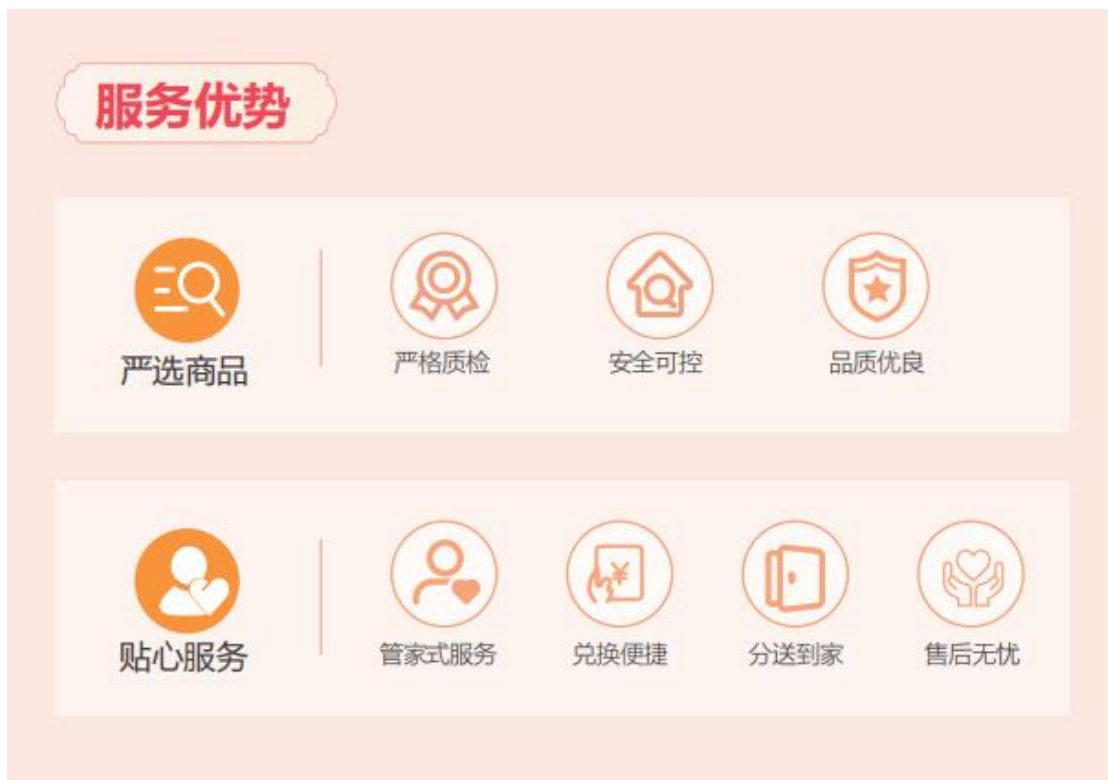 服务优势
严选商品
严格质检
安全可控
品质优良
贴心服务
管家式服务
兑换便捷
分送到家
售后无忧